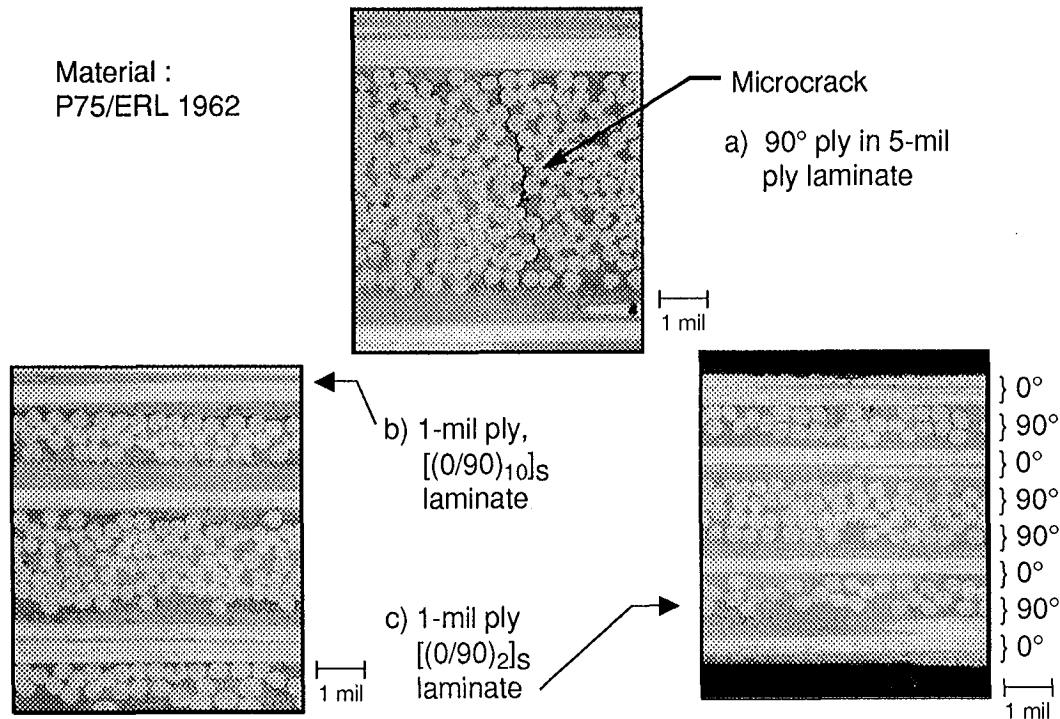 Material :
P75/ERL 1962
Microcrack
a) 90° ply in 5-mil
ply laminate
1 mil
b) 1-mil ply,
[(0/90)₁₀]s
laminate
1 mil
c) 1-mil ply
[(0/90)₂]s
laminate
} 0°
} 90°
} 0°
} 90°
} 90°
} 0°
} 90°
} 0°
1 mil